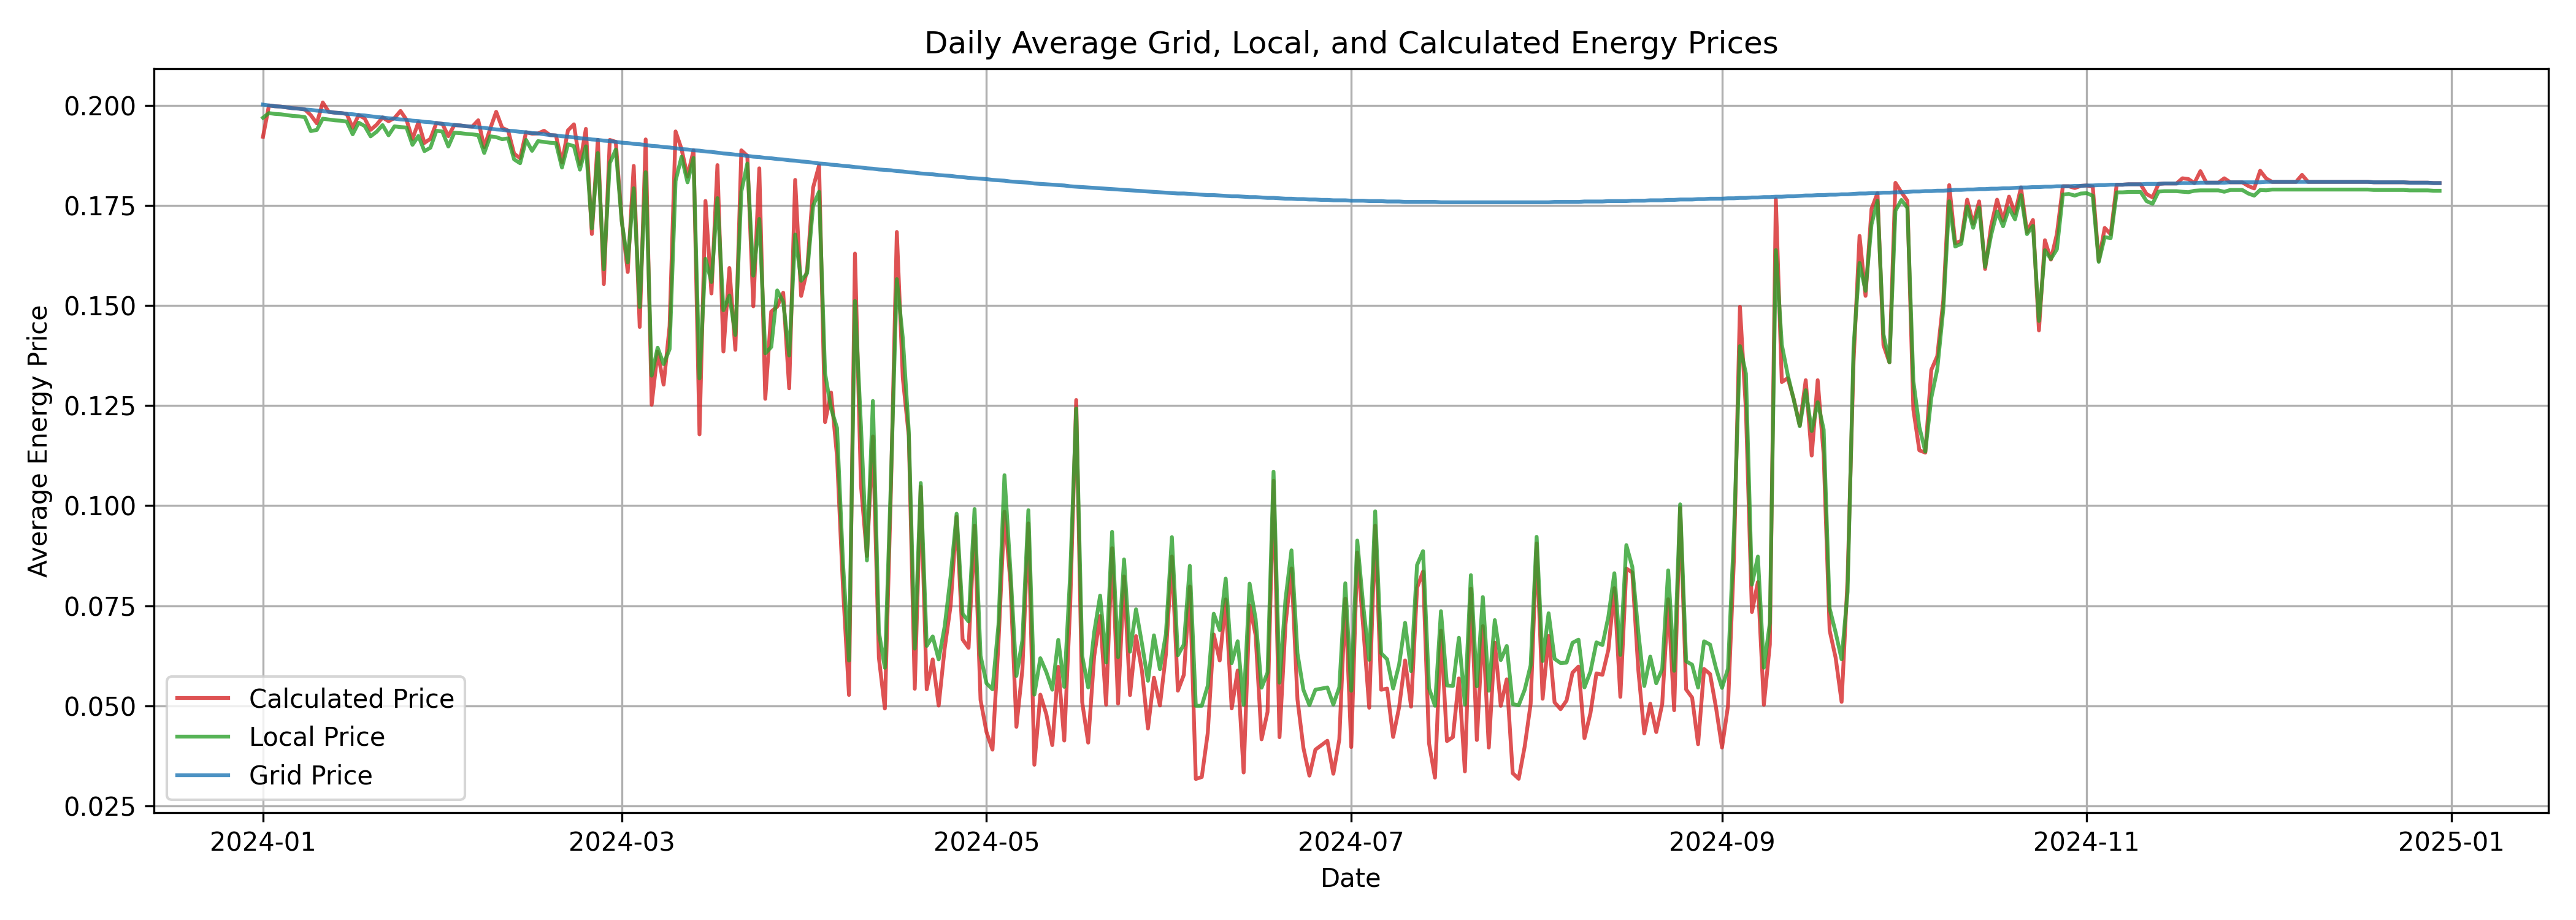 Daily Average Grid, Local, and Calculated Energy Prices
Average Energy Price
0.200
0.175
0.150
0.125
0.100
0.075
0.050
0.025
Calculated Price
Local Price
Grid Price
2024-01
2024-03
2024-05
2024-07
2024-09
2024-11
2025-01
Date